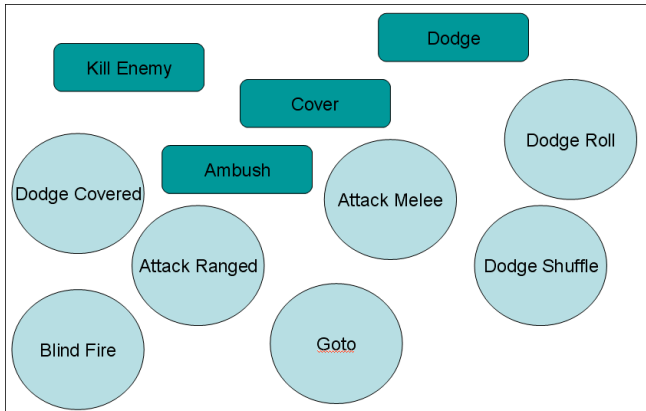 Dodge
Kill Enemy
Cover
Dodge Roll
Ambush
Dodge Covered
Attack Melee
Attack Ranged
Dodge Shuffle
Blind Fire
Goto